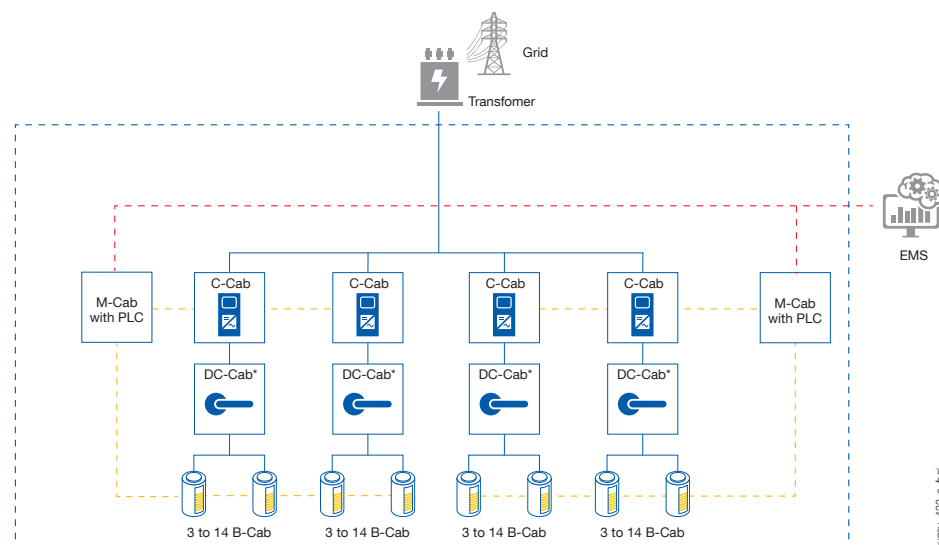 Grid
Transfomer
EMS
C-Cab
C-Cab
C-Cab
C-Cab
M-Cab
with PLC
M-Cab
with PLC
DC-Cab*
DC-Cab*
DC-Cab*
DC-Cab*
3 to 14 B-Cab
3 to 14 B-Cab
3 to 14 B-Cab
3 to 14 B-Cab